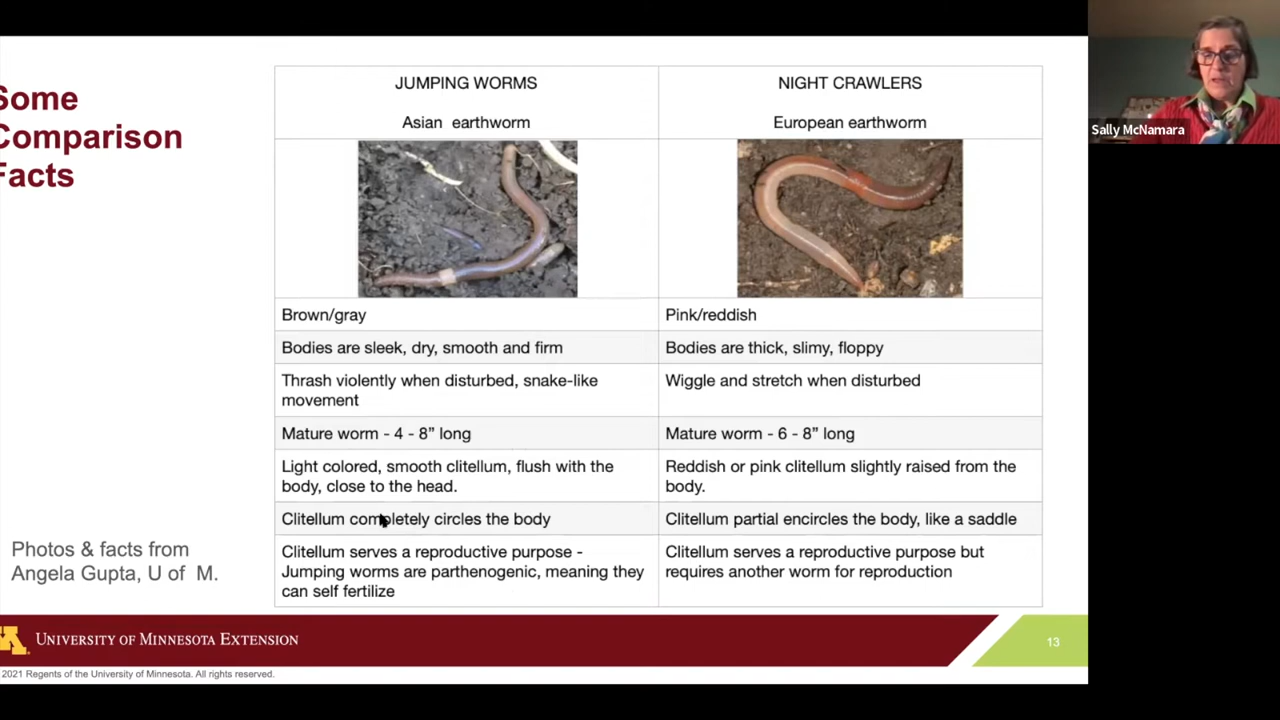 Some
Comparison
Facts
JUMPING WORMS
Asian earthworm
NIGHT CRAWLERS
European earthworm
Brown/gray
Pink/reddish
Bodies are sleek, dry, smooth and firm
Bodies are thick, slimy, floppy
Thrash violently when disturbed, snake-like
movement
Wiggle and stretch when disturbed
Mature worm - 4 - 8” long
Mature worm - 6 - 8” long
Light colored, smooth clitellum, flush with the
body, close to the head.
Reddish or pink clitellum slightly raised from the
body.
Clitellum completely circles the body
Clitellum partial encircles the body, like a saddle
Clitellum serves a reproductive purpose -
Jumping worms are parthenogenic, meaning they
can self fertilize
Clitellum serves a reproductive purpose but
requires another worm for reproduction
Photos & facts from
Angela Gupta, U of M.
UNIVERSITY OF MINNESOTA EXTENSION
13
2021 Regents of the University of Minnesota. All rights reserved.
Sally McNamara